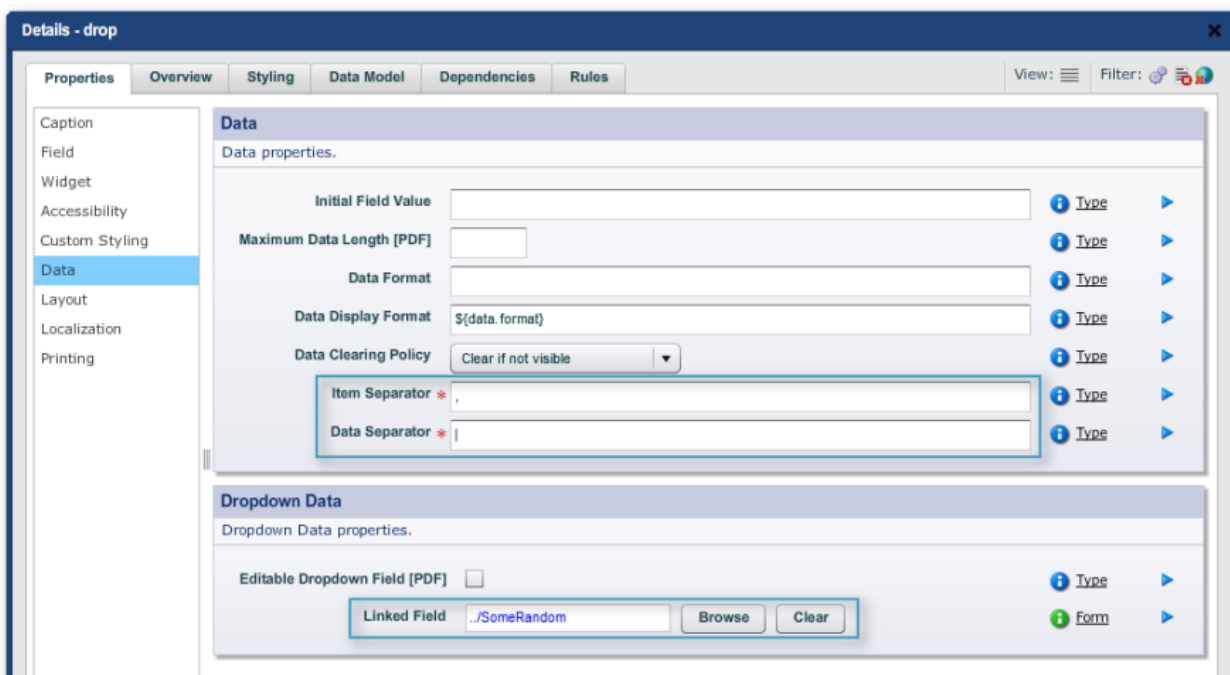 Details - drop
Properties Overview Styling Data Model Dependencies Rules View: Filter:
Caption
Field
Widget
Accessibility
Custom Styling
Data
Layout
Localization
Printing
Data
Data properties.
Initial Field Value Type
Maximum Data Length [PDF] Type
Data Format Type
Data Display Format ${data.format} Type
Data Clearing Policy Clear if not visible Type
Item Separator * , Type
Data Separator * | Type
Dropdown Data
Dropdown Data properties.
Editable Dropdown Field [PDF] Type
Linked Field ../SomeRandom Browse Clear Form